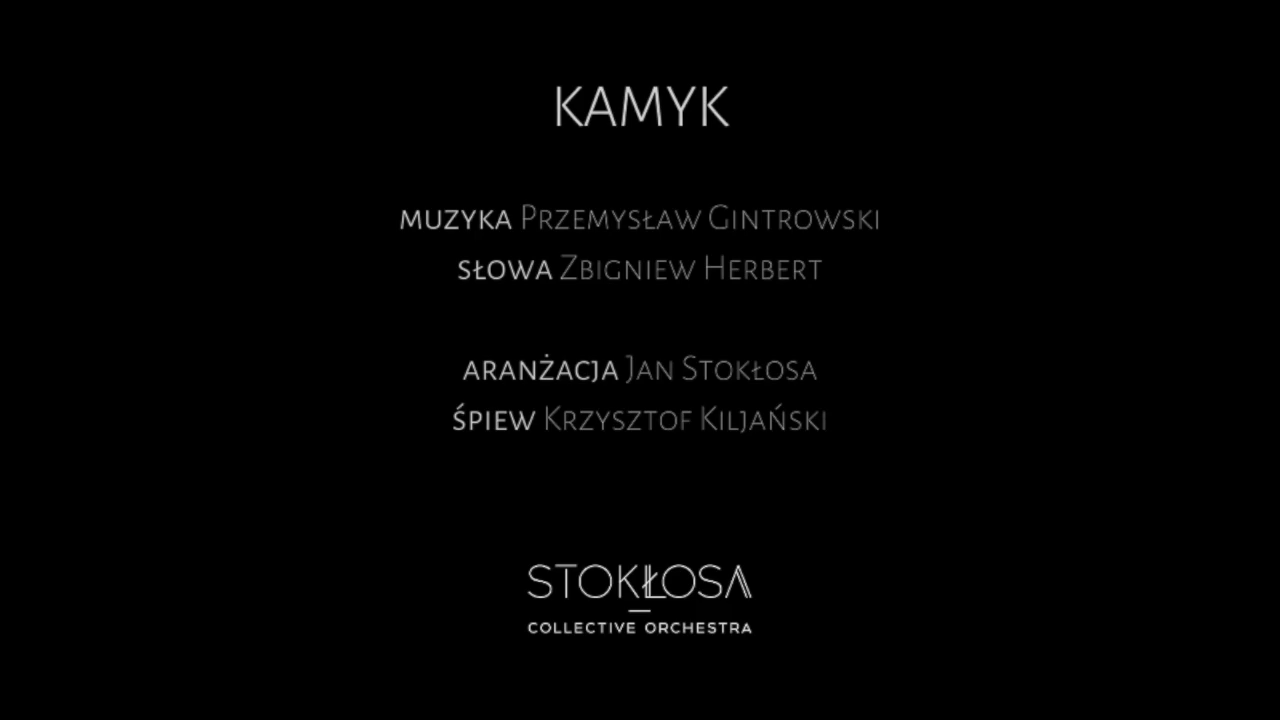 KAMYK
MUZYKA PRZEMYSŁAW GINTROWSKI
SŁOWA ZBIGNIEW HERBERT
ARANŻACJA JAN STOKŁOSA
ŚPIEW KRZYSZTOF KILJAŃSKI
STOKŁOSA
COLLECTIVE ORCHESTRA